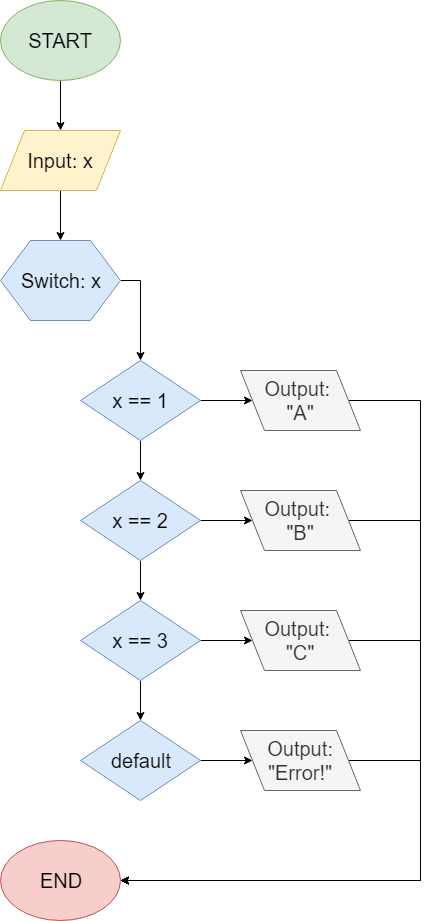 START
Input: x
Switch: x
x == 1
Output:
"A"
x == 2
Output:
"B"
x == 3
Output:
"C"
default
Output:
"Error!"
END